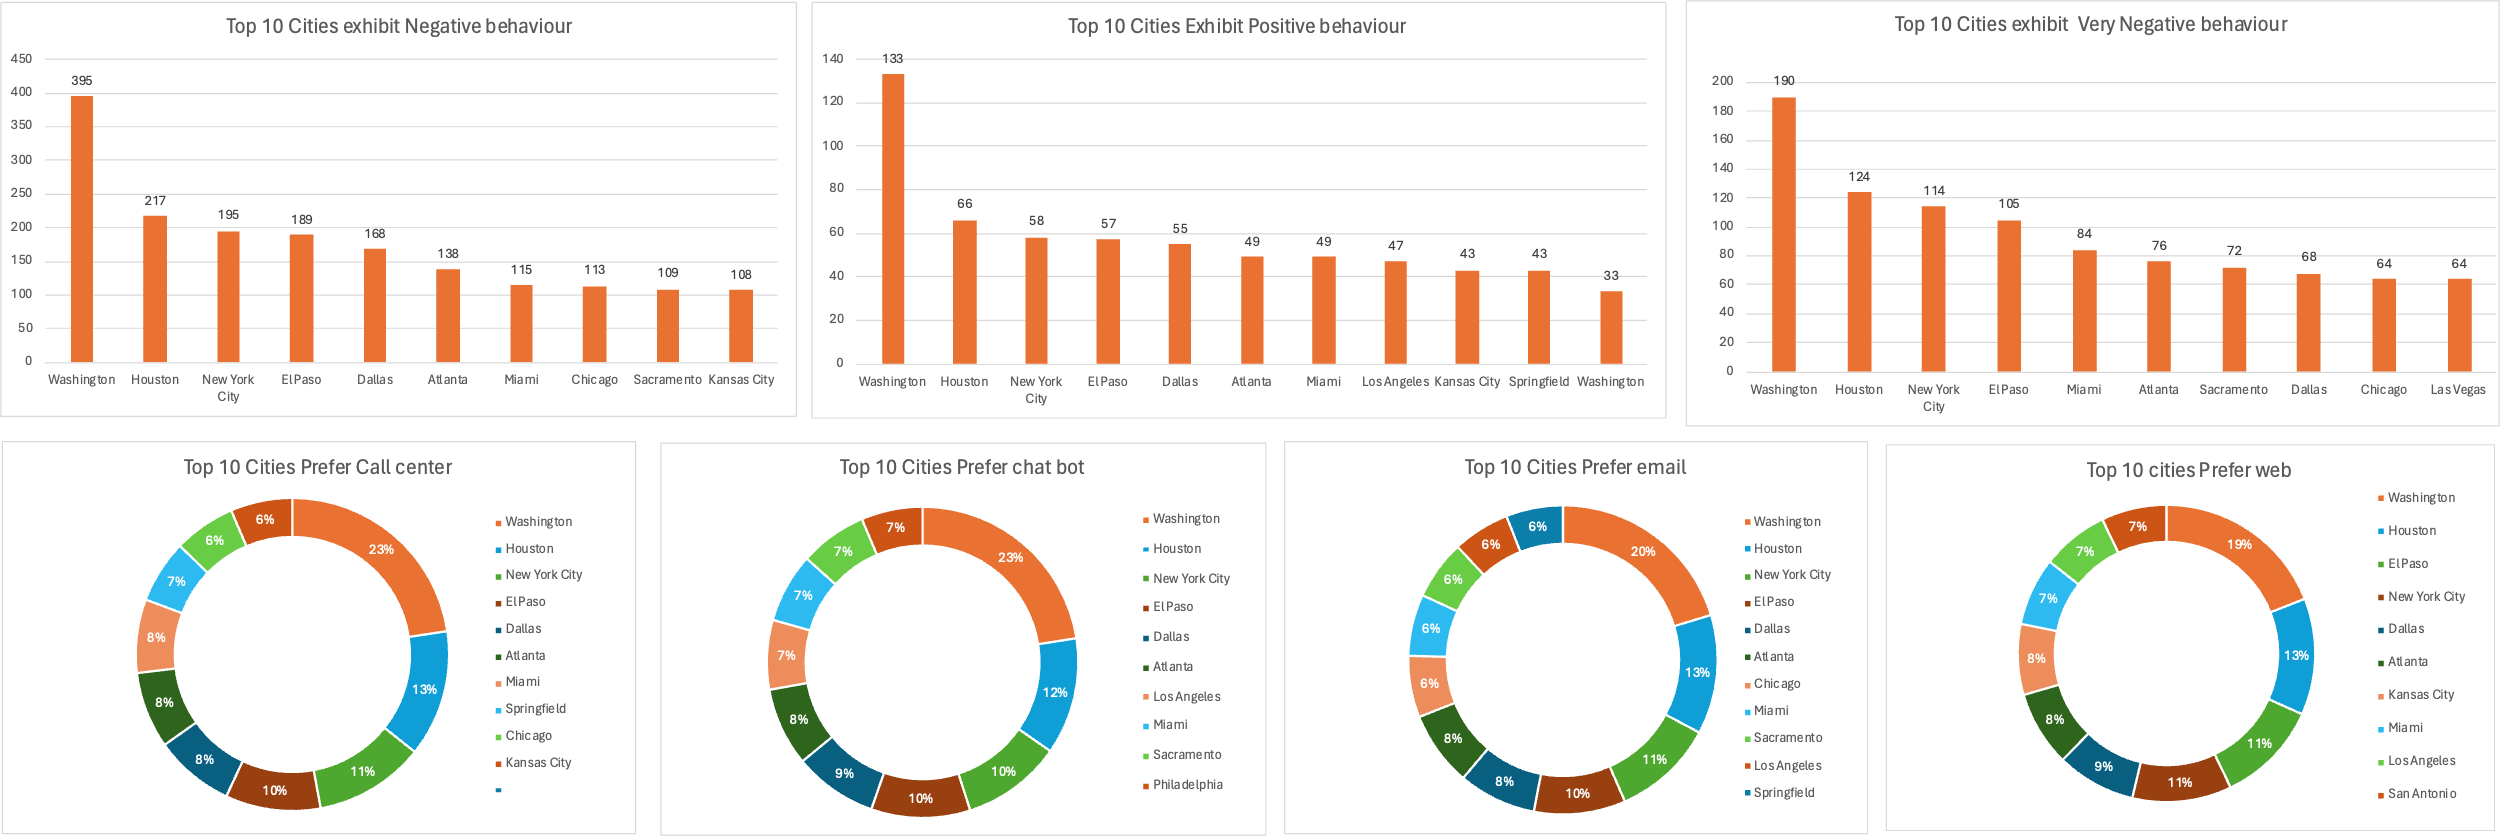 Top 10 Cities exhibit Negative behaviour
450
400
350
300
250
200
150
100
50
0
395
217
195
189
168
138
115
113
109
108
Washington
Houston
New York
City
El Paso
Dallas
Atlanta
Miami
Chicago
Sacramento
Kansas City
Top 10 Cities Exhibit Positive behaviour
140
120
100
80
60
40
20
0
133
66
58
57
55
49
49
47
43
43
33
Washington
Houston
New York
City
El Paso
Dallas
Atlanta
Miami
Los Angeles
Kansas City
Springfield
Washington
Top 10 Cities exhibit  Very Negative behaviour
200
180
160
140
120
100
80
60
40
20
0
190
124
114
105
84
76
72
68
64
64
Washington
Houston
New York
City
El Paso
Miami
Atlanta
Sacramento
Dallas
Chicago
Las Vegas
Top 10 Cities Prefer Call center
23%
13%
11%
10%
8%
8%
8%
7%
6%
6%
Washington
Houston
New York City
El Paso
Dallas
Atlanta
Miami
Springfield
Chicago
Kansas City
Top 10 Cities Prefer chat bot
23%
12%
10%
10%
9%
8%
7%
7%
7%
7%
Washington
Houston
New York City
El Paso
Dallas
Atlanta
Los Angeles
Miami
Sacramento
Philadelphia
Top 10 Cities Prefer email
20%
13%
11%
10%
8%
8%
6%
6%
6%
6%
6%
Washington
Houston
New York City
El Paso
Dallas
Atlanta
Chicago
Miami
Sacramento
Los Angeles
Springfield
Top 10 cities Prefer web
19%
13%
11%
11%
9%
8%
8%
7%
7%
7%
Washington
Houston
El Paso
New York City
Dallas
Atlanta
Kansas City
Miami
Los Angeles
San Antonio